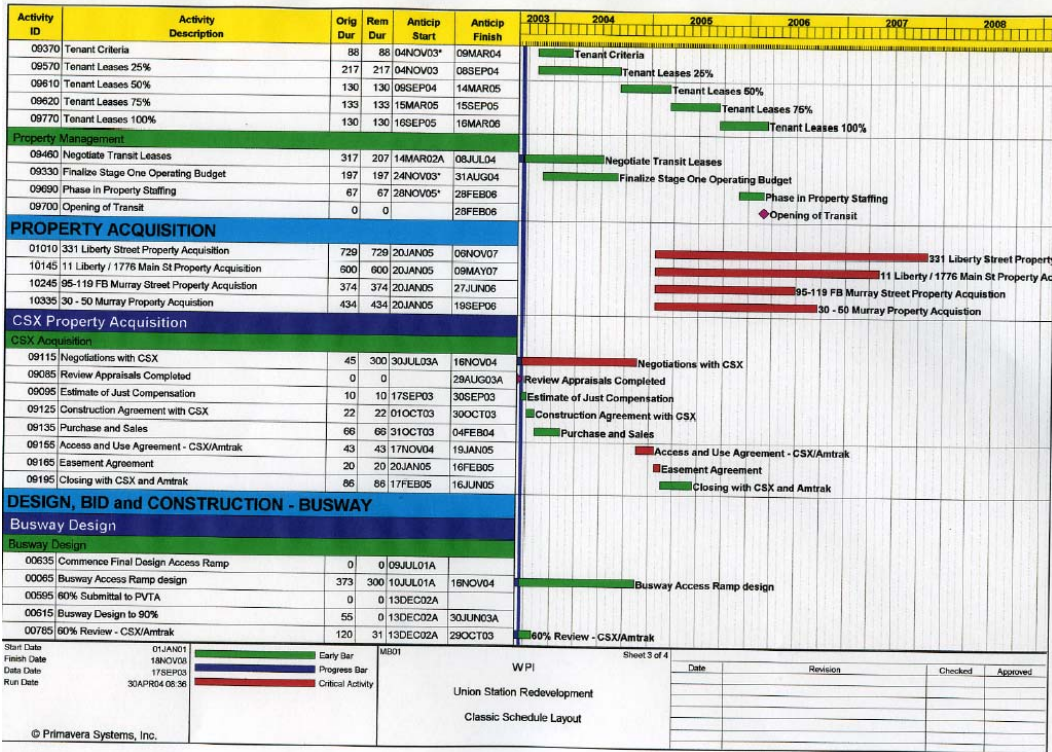 Activity ID Activity Description Orig Dur Rem Dur Anticip Start Anticip Finish 2003 2004 2005 2006 2007 2008
09370 Tenant Criteria 88 88 04NOV03* 09MAR04 Tenant Criteria
09570 Tenant Leases 25% 217 217 04NOV03 08SEP04 Tenant Leases 25%
09610 Tenant Leases 50% 130 130 09SEP04 14MAR05 Tenant Leases 50%
09620 Tenant Leases 75% 133 133 15MAR05 15SEP05 Tenant Leases 75%
09770 Tenant Leases 100% 130 130 16SEP05 16MAR06 Tenant Leases 100%
Property Management
09460 Negotiate Transit Leases 317 207 14MAR02A 08JUL04 Negotiate Transit Leases
09330 Finalize Stage One Operating Budget 197 197 24NOV03* 31AUG04 Finalize Stage One Operating Budget
09690 Phase in Property Staffing 67 67 28NOV05* 28FEB06 Phase in Property Staffing
09700 Opening of Transit 0 0 28FEB06 Opening of Transit
PROPERTY ACQUISITION
01010 331 Liberty Street Property Acquisition 729 729 20JAN05 06NOV07 331 Liberty Street Property
10145 11 Liberty / 1776 Main St Property Acquisition 600 600 20JAN05 09MAY07 11 Liberty / 1776 Main St Property Ac
10245 95-119 FB Murray Street Property Acquistion 374 374 20JAN05 27JUN06 95-119 FB Murray Street Property Acquistion
10335 30 - 50 Murray Property Acquistion 434 434 20JAN05 19SEP06 30 - 50 Murray Property Acquistion
CSX Property Acquisition
CSX Acquisition
09115 Negotiations with CSX 45 300 30JUL03A 16NOV04 Negotiations with CSX
09085 Review Appraisals Completed 0 0 29AUG03A Review Appraisals Completed
09095 Estimate of Just Compensation 10 10 17SEP03 30SEP03 Estimate of Just Compensation
09125 Construction Agreement with CSX 22 22 01OCT03 30OCT03 Construction Agreement with CSX
09135 Purchase and Sales 66 66 31OCT03 04FEB04 Purchase and Sales
09155 Access and Use Agreement - CSX/Amtrak 43 43 17NOV04 19JAN05 Access and Use Agreement - CSX/Amtrak
09165 Easement Agreement 20 20 20JAN05 16FEB05 Easement Agreement
09195 Closing with CSX and Amtrak 86 86 17FEB05 16JUN05 Closing with CSX and Amtrak
DESIGN, BID and CONSTRUCTION - BUSWAY
Busway Design
Busway Design
00635 Commence Final Design Access Ramp 0 0 09JUL01A
00065 Busway Access Ramp design 373 300 10JUL01A 16NOV04 Busway Access Ramp design
00595 60% Submittal to PVTA 0 0 13DEC02A
00615 Busway Design to 90% 55 0 13DEC02A 30JUN03A
00785 60% Review - CSX/Amtrak 120 31 13DEC02A 29OCT03 60% Review - CSX/Amtrak
Start Date 01JAN01
Finish Date 18NOV08
Data Date 17SEP03
Run Date 30APR04 08:36
© Primavera Systems, Inc.
Early Bar
Progress Bar
Critical Activity
MB01 Sheet 3 of 4
WPI
Union Station Redevelopment
Classic Schedule Layout
Date Revision Checked Approved